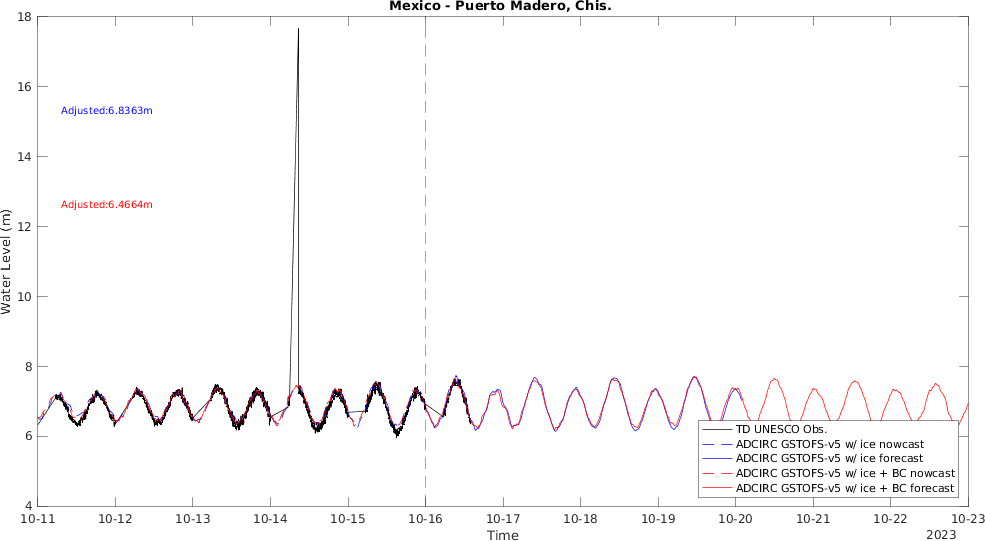 Mexico - Puerto Madero, Chis.
18
16
14
12
10
8
6
4
Water Level (m)
Adjusted:6.8363m
Adjusted:6.4664m
TD UNESCO Obs.
ADCIRC GSTOFS-v5 w/ ice nowcast
ADCIRC GSTOFS-v5 w/ ice forecast
ADCIRC GSTOFS-v5 w/ ice + BC nowcast
ADCIRC GSTOFS-v5 w/ ice + BC forecast
10-11 10-12 10-13 10-14 10-15 10-16 10-17 10-18 10-19 10-20 10-21 10-22 10-23
Time
2023